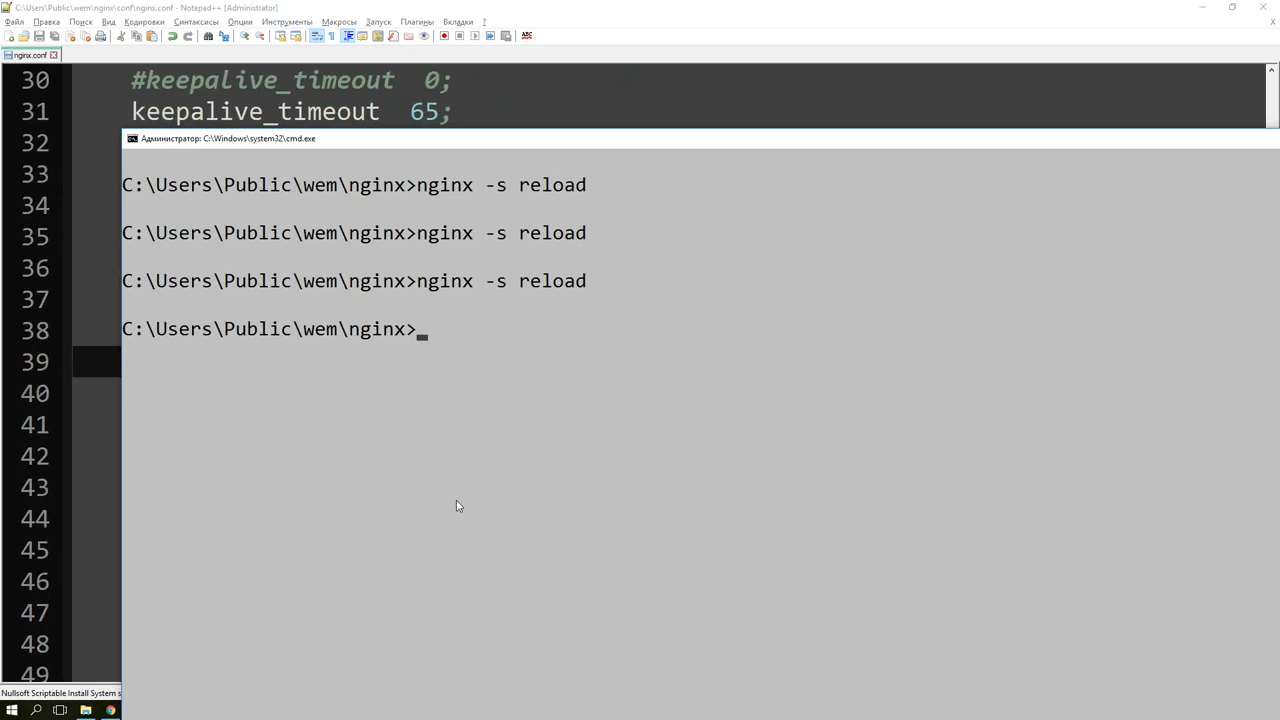 C:\Users\Public\wem\nginx\conf\nginx.conf - Notepad++ [Administrator]
Файл Правка Поиск Вид Кодировки Синтаксисы Опции Инструменты Макросы Запуск Плагины Вкладки ?
ABC
nginx.conf
30 #keepalive_timeout 0;
31 keepalive_timeout 65;
32
Администратор: C:\Windows\system32\cmd.exe
33
C:\Users\Public\wem\nginx>nginx -s reload
34
35
C:\Users\Public\wem\nginx>nginx -s reload
36
37
C:\Users\Public\wem\nginx>nginx -s reload
38
C:\Users\Public\wem\nginx>
39
40
41
42
43
44
45
46
47
48
49
Nullsoft Scriptable Install System s